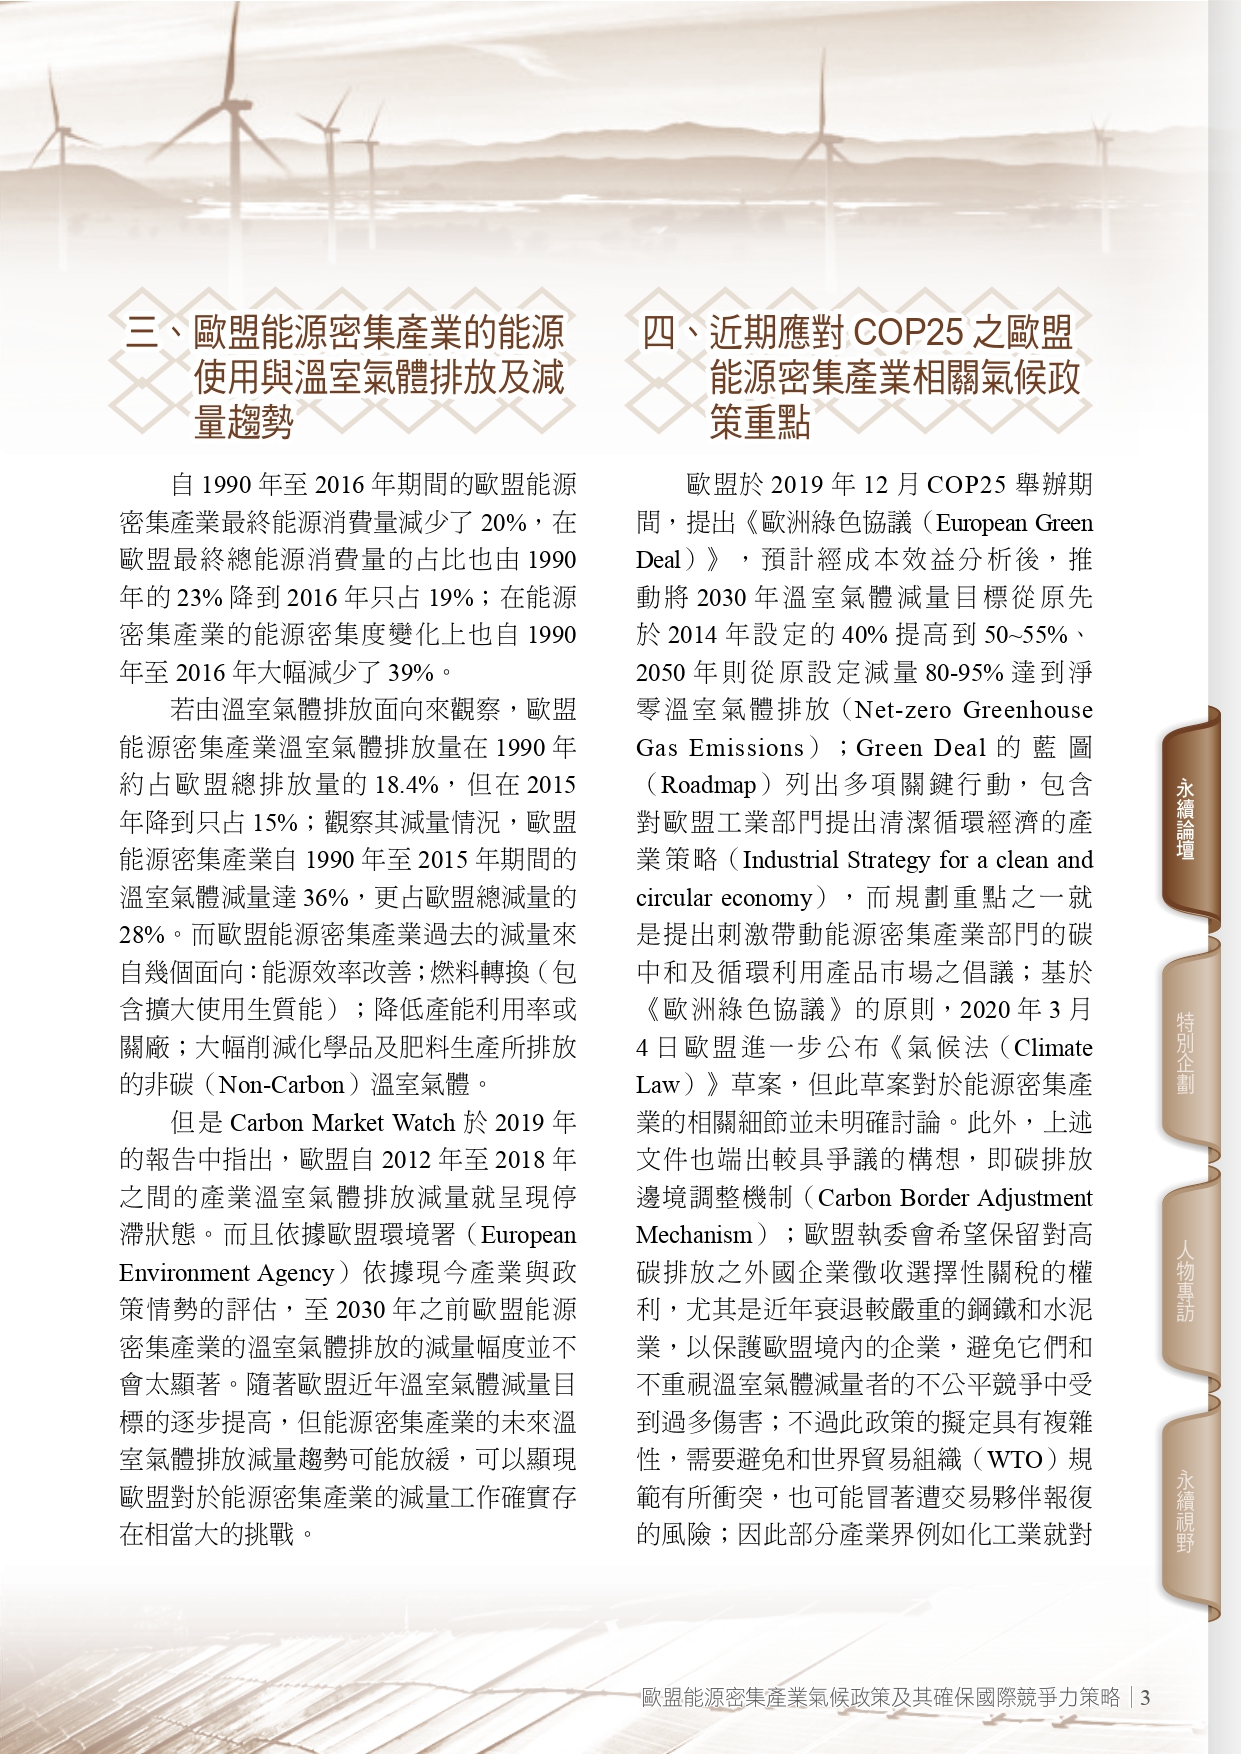 三、歐盟能源密集產業的能源
使用與溫室氣體排放及減
量趨勢
自 1990 年至 2016 年期間的歐盟能源
密集產業最終能源消費量減少了 20%，在
歐盟最終總能源消費量的占比也由 1990
年的 23% 降到 2016 年只占 19%；在能源
密集產業的能源密集度變化上也自 1990
年至 2016 年大幅減少了 39%。
若由溫室氣體排放面向來觀察，歐盟
能源密集產業溫室氣體排放量在 1990 年
約占歐盟總排放量的 18.4%，但在 2015
年降到只占 15%；觀察其減量情況，歐盟
能源密集產業自 1990 年至 2015 年期間的
溫室氣體減量達 36%，更占歐盟總減量的
28%。而歐盟能源密集產業過去的減量來
自幾個面向：能源效率改善；燃料轉換（包
含擴大使用生質能）；降低產能利用率或
關廠；大幅削減化學品及肥料生產所排放
的非碳（Non-Carbon）溫室氣體。
但是 Carbon Market Watch 於 2019 年
的報告中指出，歐盟自 2012 年至 2018 年
之間的產業溫室氣體排放減量就呈現停
滯狀態。而且依據歐盟環境署（European
Environment Agency）依據現今產業與政
策情勢的評估，至 2030 年之前歐盟能源
密集產業的溫室氣體排放的減量幅度並不
會太顯著。隨著歐盟近年溫室氣體減量目
標的逐步提高，但能源密集產業的未來溫
室氣體排放減量趨勢可能放緩，可以顯現
歐盟對於能源密集產業的減量工作確實存
在相當大的挑戰。
四、近期應對 COP25 之歐盟
能源密集產業相關氣候政
策重點
歐盟於 2019 年 12 月 COP25 舉辦期
間，提出《歐洲綠色協議（European Green
Deal）》，預計經成本效益分析後，推
動將 2030 年溫室氣體減量目標從原先
於 2014 年設定的 40% 提高到 50~55%、
2050 年則從原設定減量 80-95% 達到淨
零溫室氣體排放（Net-zero Greenhouse
Gas Emissions）；Green Deal 的藍圖
（Roadmap）列出多項關鍵行動，包含
對歐盟工業部門提出清潔循環經濟的產
業策略（Industrial Strategy for a clean and
circular economy），而規劃重點之一就
是提出刺激帶動能源密集產業部門的碳
中和及循環利用產品市場之倡議；基於
《歐洲綠色協議》的原則，2020 年 3 月
4 日歐盟進一步公布《氣候法（Climate
Law）》草案，但此草案對於能源密集產
業的相關細節並未明確討論。此外，上述
文件也端出較具爭議的構想，即碳排放
邊境調整機制（Carbon Border Adjustment
Mechanism）；歐盟執委會希望保留對高
碳排放之外國企業徵收選擇性關稅的權
利，尤其是近年衰退較嚴重的鋼鐵和水泥
業，以保護歐盟境內的企業，避免它們和
不重視溫室氣體減量者的不公平競爭中受
到過多傷害；不過此政策的擬定具有複雜
性，需要避免和世界貿易組織（WTO）規
範有所衝突，也可能冒著遭交易夥伴報復
的風險；因此部分產業界例如化工業就對
永續論壇
特別企劃
人物專訪
永續視野
歐盟能源密集產業氣候政策及其確保國際競爭力策略｜3